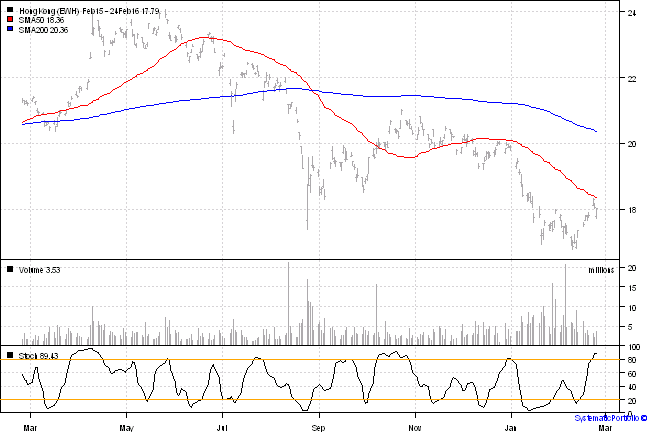 Hong Kong (EWH) Feb15 - 24Feb16 17.79
SMA50 18.36
SMA200 20.36
24
22
20
18
Volume 3.53
millions
20
15
10
5
Stoch 89.43
100
80
60
40
20
0
Mar May Jul Sep Nov Jan Mar
SystematicPortfolio ©